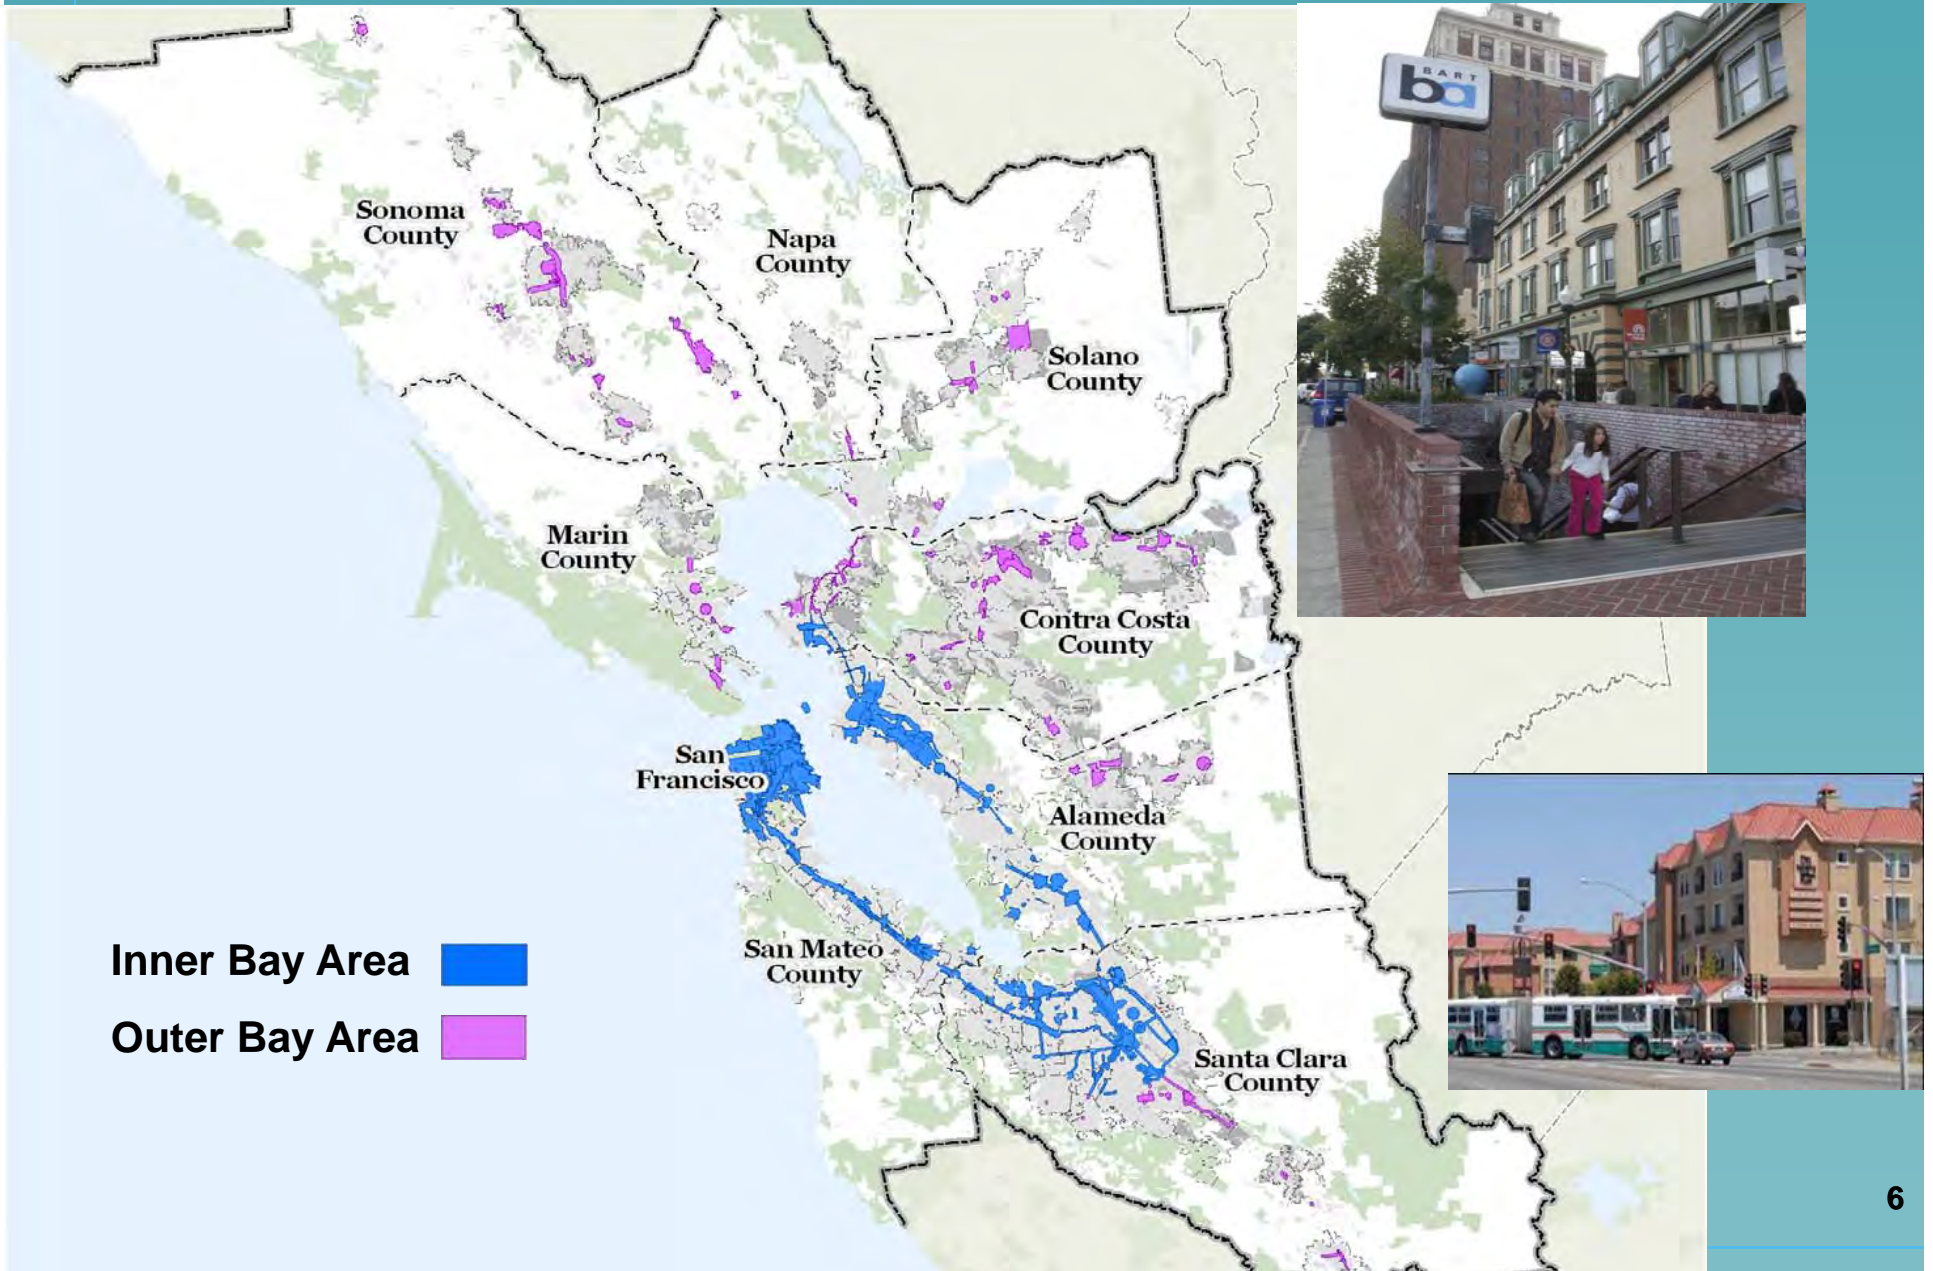 BART
ba
Sonoma
County
Napa
County
Solano
County
Marin
County
Contra Costa
County
San
Francisco
Alameda
County
San Mateo
County
Santa Clara
County
Inner Bay Area
Outer Bay Area
6